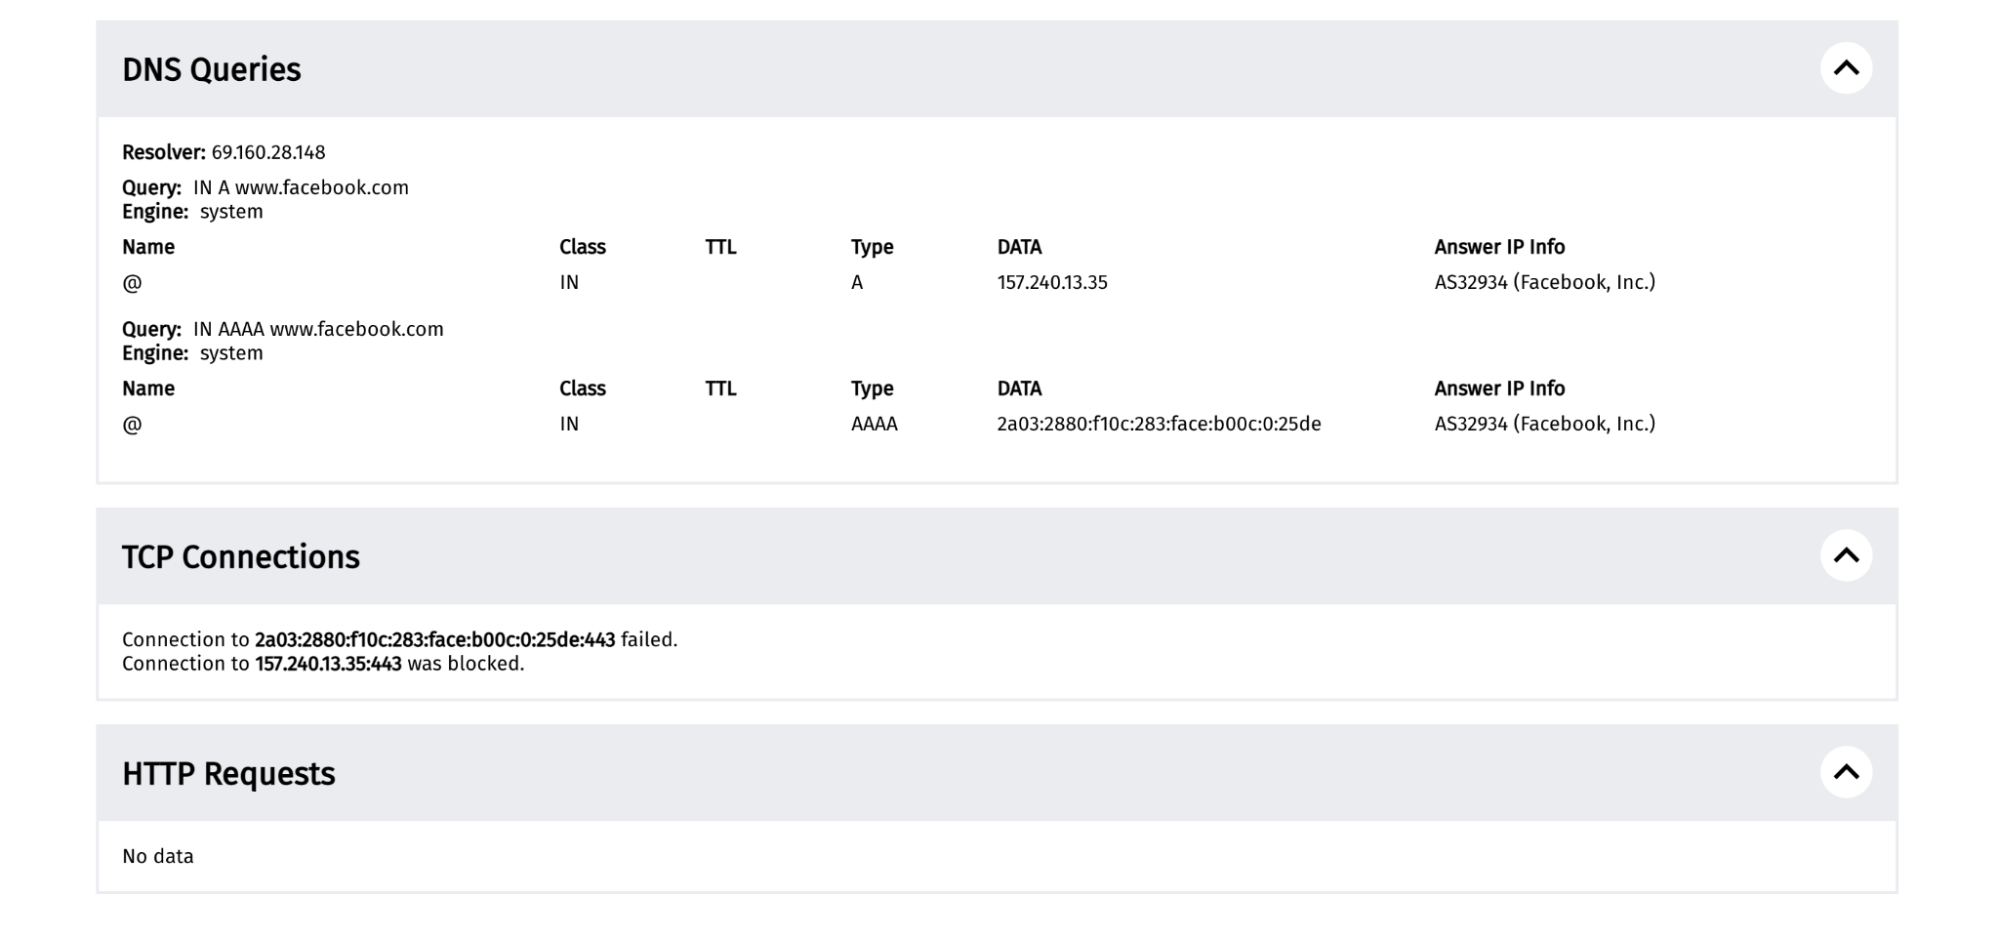 DNS Queries
Resolver: 69.160.28.148
Query: IN A www.facebook.com
Engine: system
Name Class TTL Type DATA Answer IP Info
@ IN A 157.240.13.35 AS32934 (Facebook, Inc.)
Query: IN AAAA www.facebook.com
Engine: system
Name Class TTL Type DATA Answer IP Info
@ IN AAAA 2a03:2880:f10c:283:face:b00c:0:25de AS32934 (Facebook, Inc.)
TCP Connections
Connection to 2a03:2880:f10c:283:face:b00c:0:25de:443 failed.
Connection to 157.240.13.35:443 was blocked.
HTTP Requests
No data